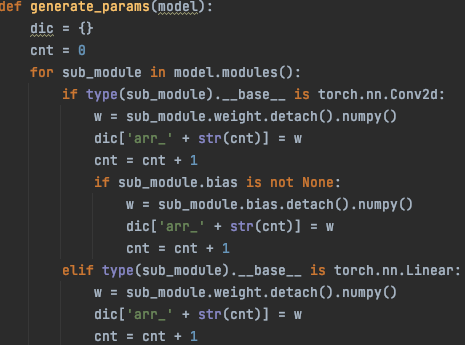 def generate_params(model):
    dic = {}
    cnt = 0
    for sub_module in model.modules():
        if type(sub_module).__base__ is torch.nn.Conv2d:
            w = sub_module.weight.detach().numpy()
            dic['arr_' + str(cnt)] = w
            cnt = cnt + 1
            if sub_module.bias is not None:
                w = sub_module.bias.detach().numpy()
                dic['arr_' + str(cnt)] = w
                cnt = cnt + 1
        elif type(sub_module).__base__ is torch.nn.Linear:
            w = sub_module.weight.detach().numpy()
            dic['arr_' + str(cnt)] = w
            cnt = cnt + 1